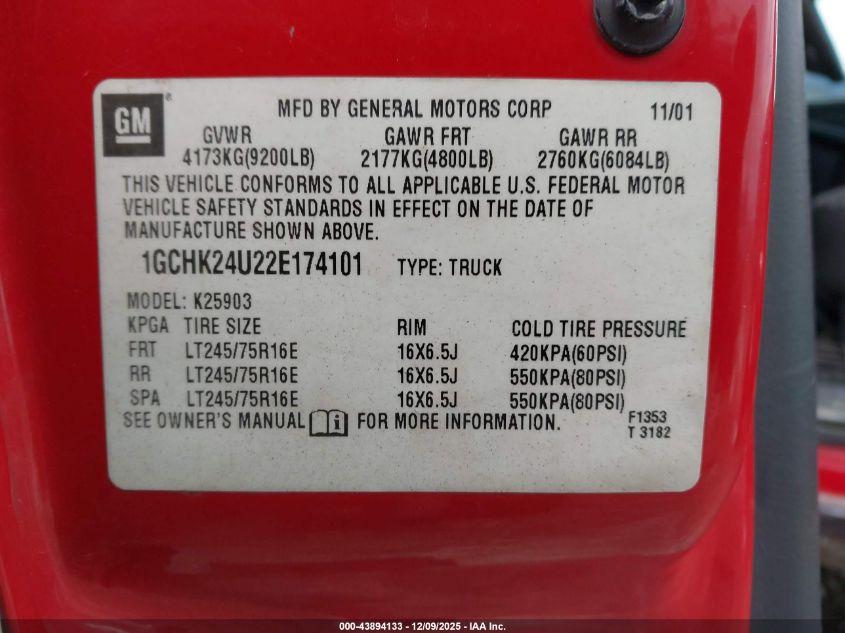 GM ®
MFD BY GENERAL MOTORS CORP 11/01
GVWR GAWR FRT GAWR RR
4173KG(9200LB) 2177KG(4800LB) 2760KG(6084LB)
THIS VEHICLE CONFORMS TO ALL APPLICABLE U.S. FEDERAL MOTOR
VEHICLE SAFETY STANDARDS IN EFFECT ON THE DATE OF
MANUFACTURE SHOWN ABOVE.
1GCHK24U22E174101 TYPE: TRUCK
MODEL: K25903
KPGA TIRE SIZE RIM COLD TIRE PRESSURE
FRT LT245/75R16E 16X6.5J 420KPA(60PSI)
RR LT245/75R16E 16X6.5J 550KPA(80PSI)
SPA LT245/75R16E 16X6.5J 550KPA(80PSI)
SEE OWNER'S MANUAL i FOR MORE INFORMATION. F1353
T 3182
000-43894133 - 12/09/2025 - IAA Inc.